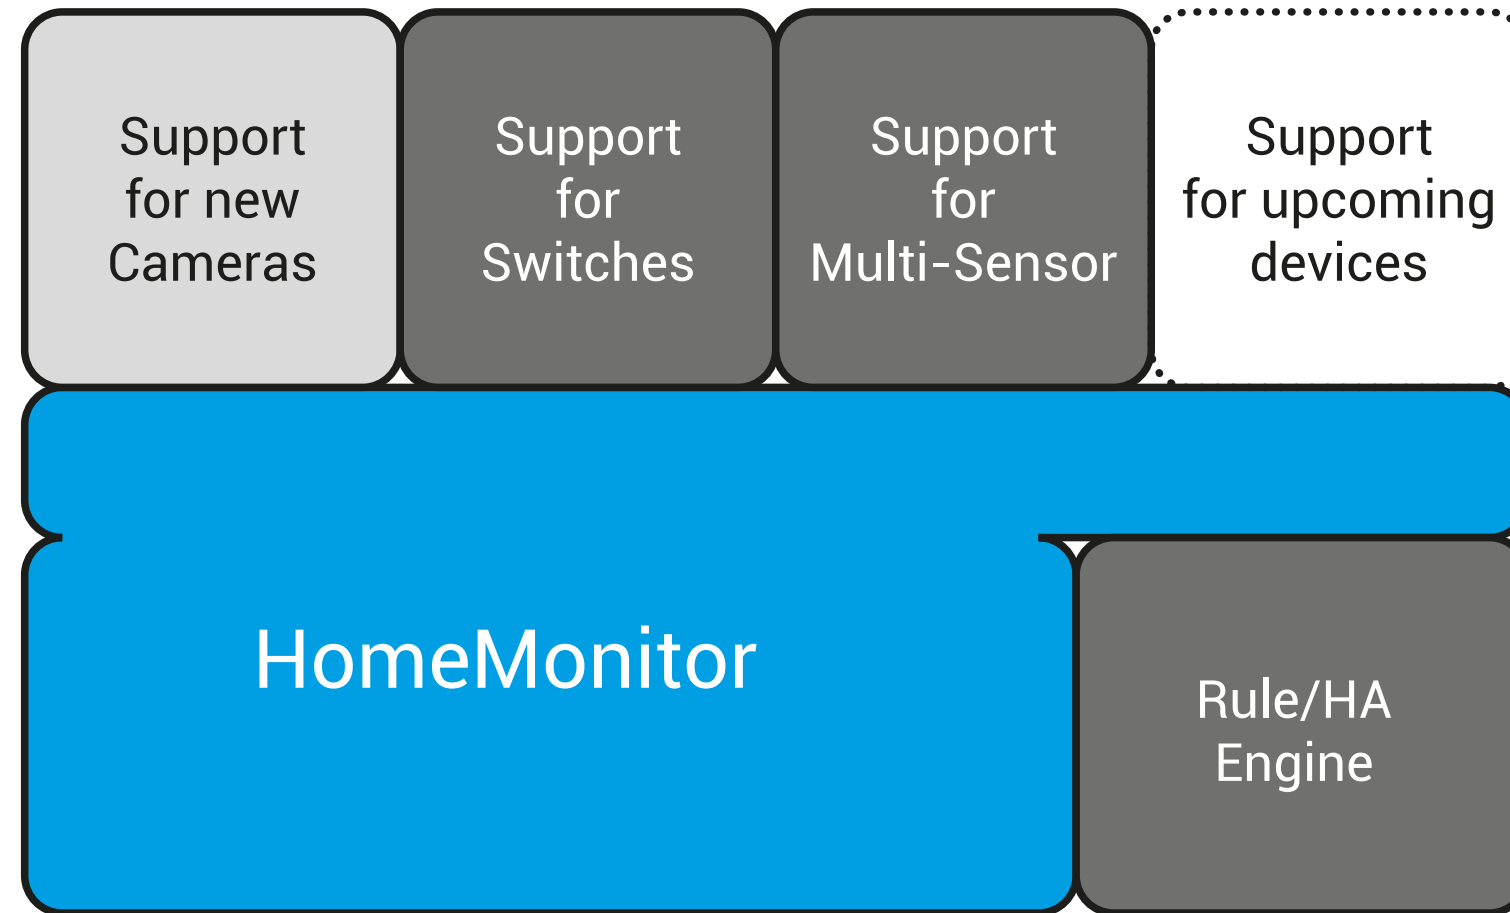 Support
for new
Cameras
Support
for
Switches
Support
for
Multi-Sensor
Support
for upcoming
devices
HomeMonitor
Rule/HA
Engine